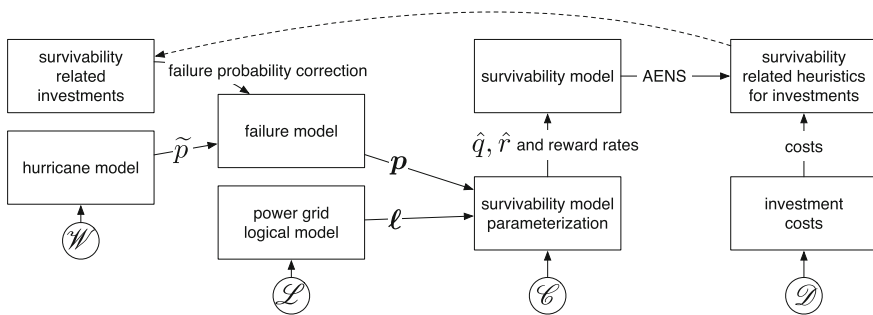 survivability
related
investments
failure probability correction
hurricane model
p̃
failure model
p
power grid
logical model
ℓ
survivability model
AENS
q̂, r̂ and reward rates
survivability model
parameterization
survivability
related heuristics
for investments
costs
investment
costs
𝒲
ℒ
𝒞
𝒟